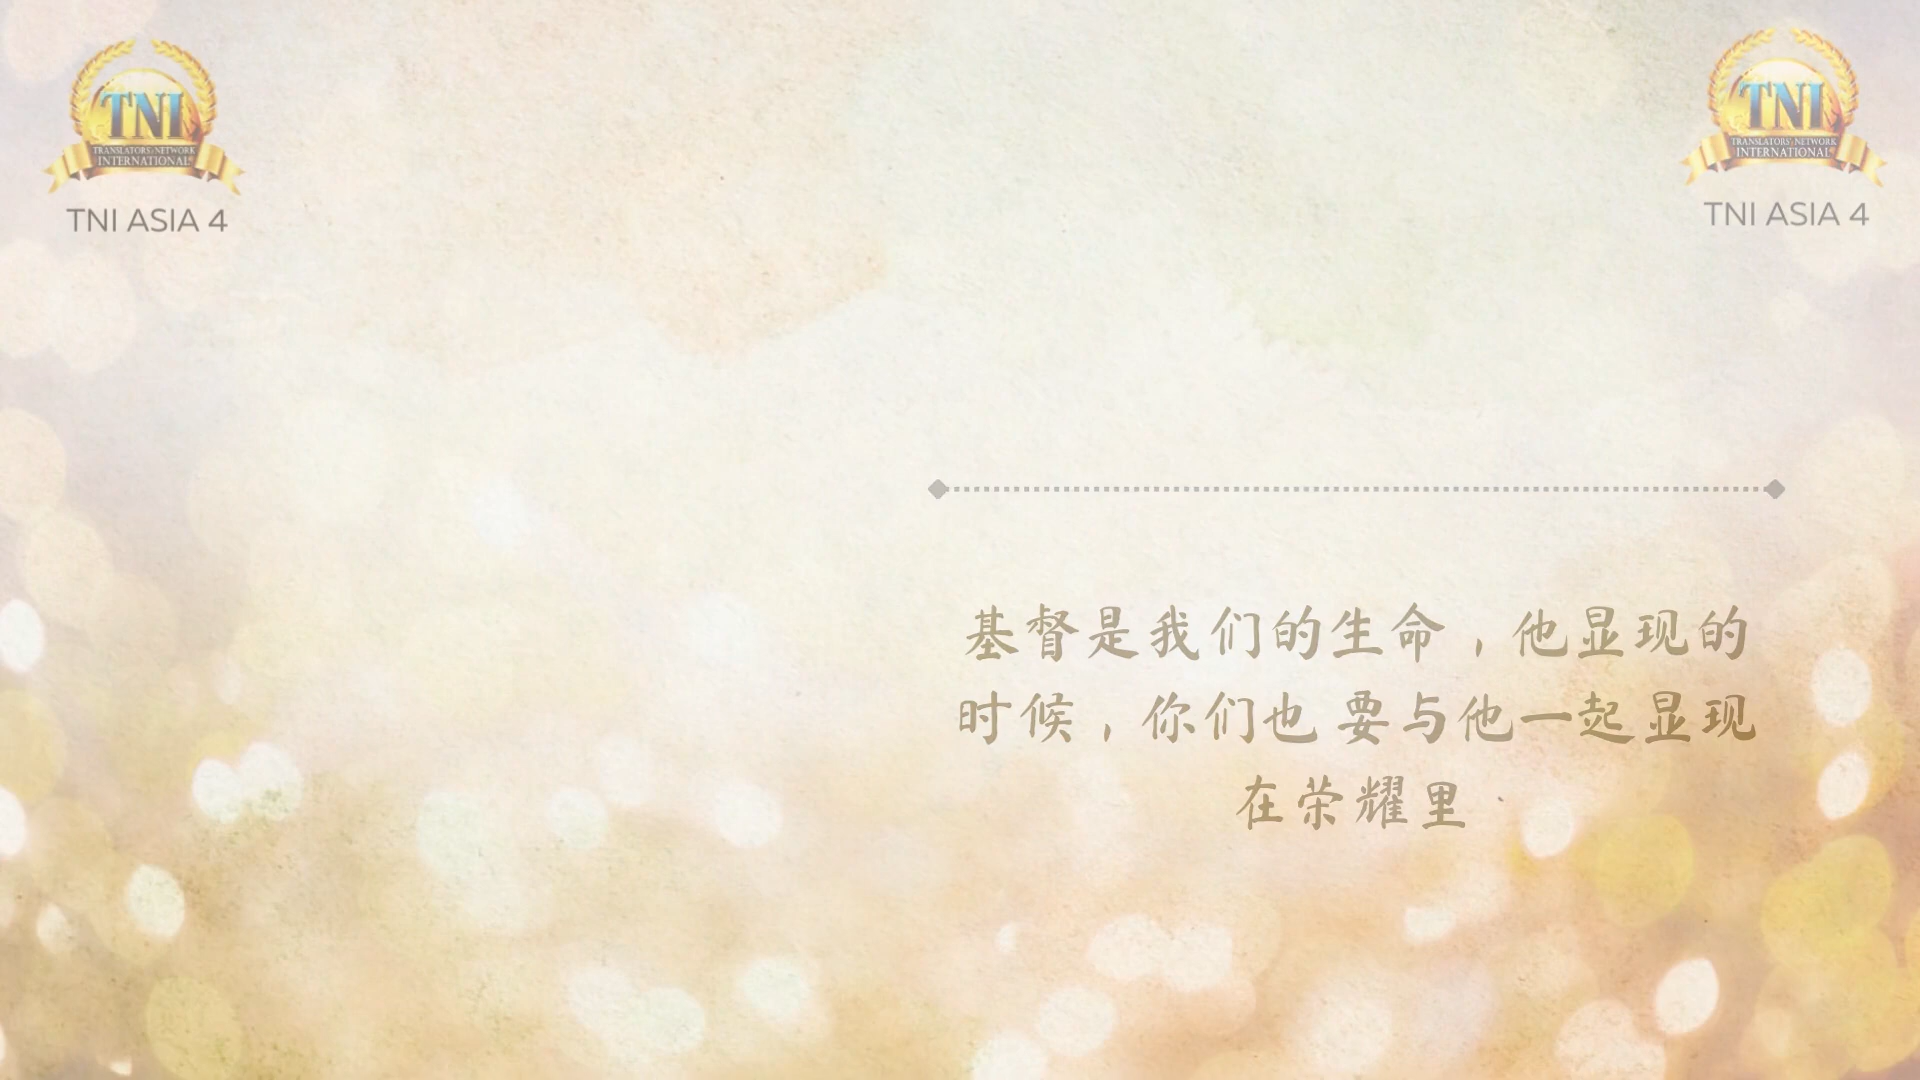 TNI
TRANSLATORS' NETWORK
INTERNATIONAL
TNI ASIA 4
TNI
TRANSLATORS' NETWORK
INTERNATIONAL
TNI ASIA 4
基督是我们的生命，他显现的
时候，你们也 要与他一起显现
在荣耀里。